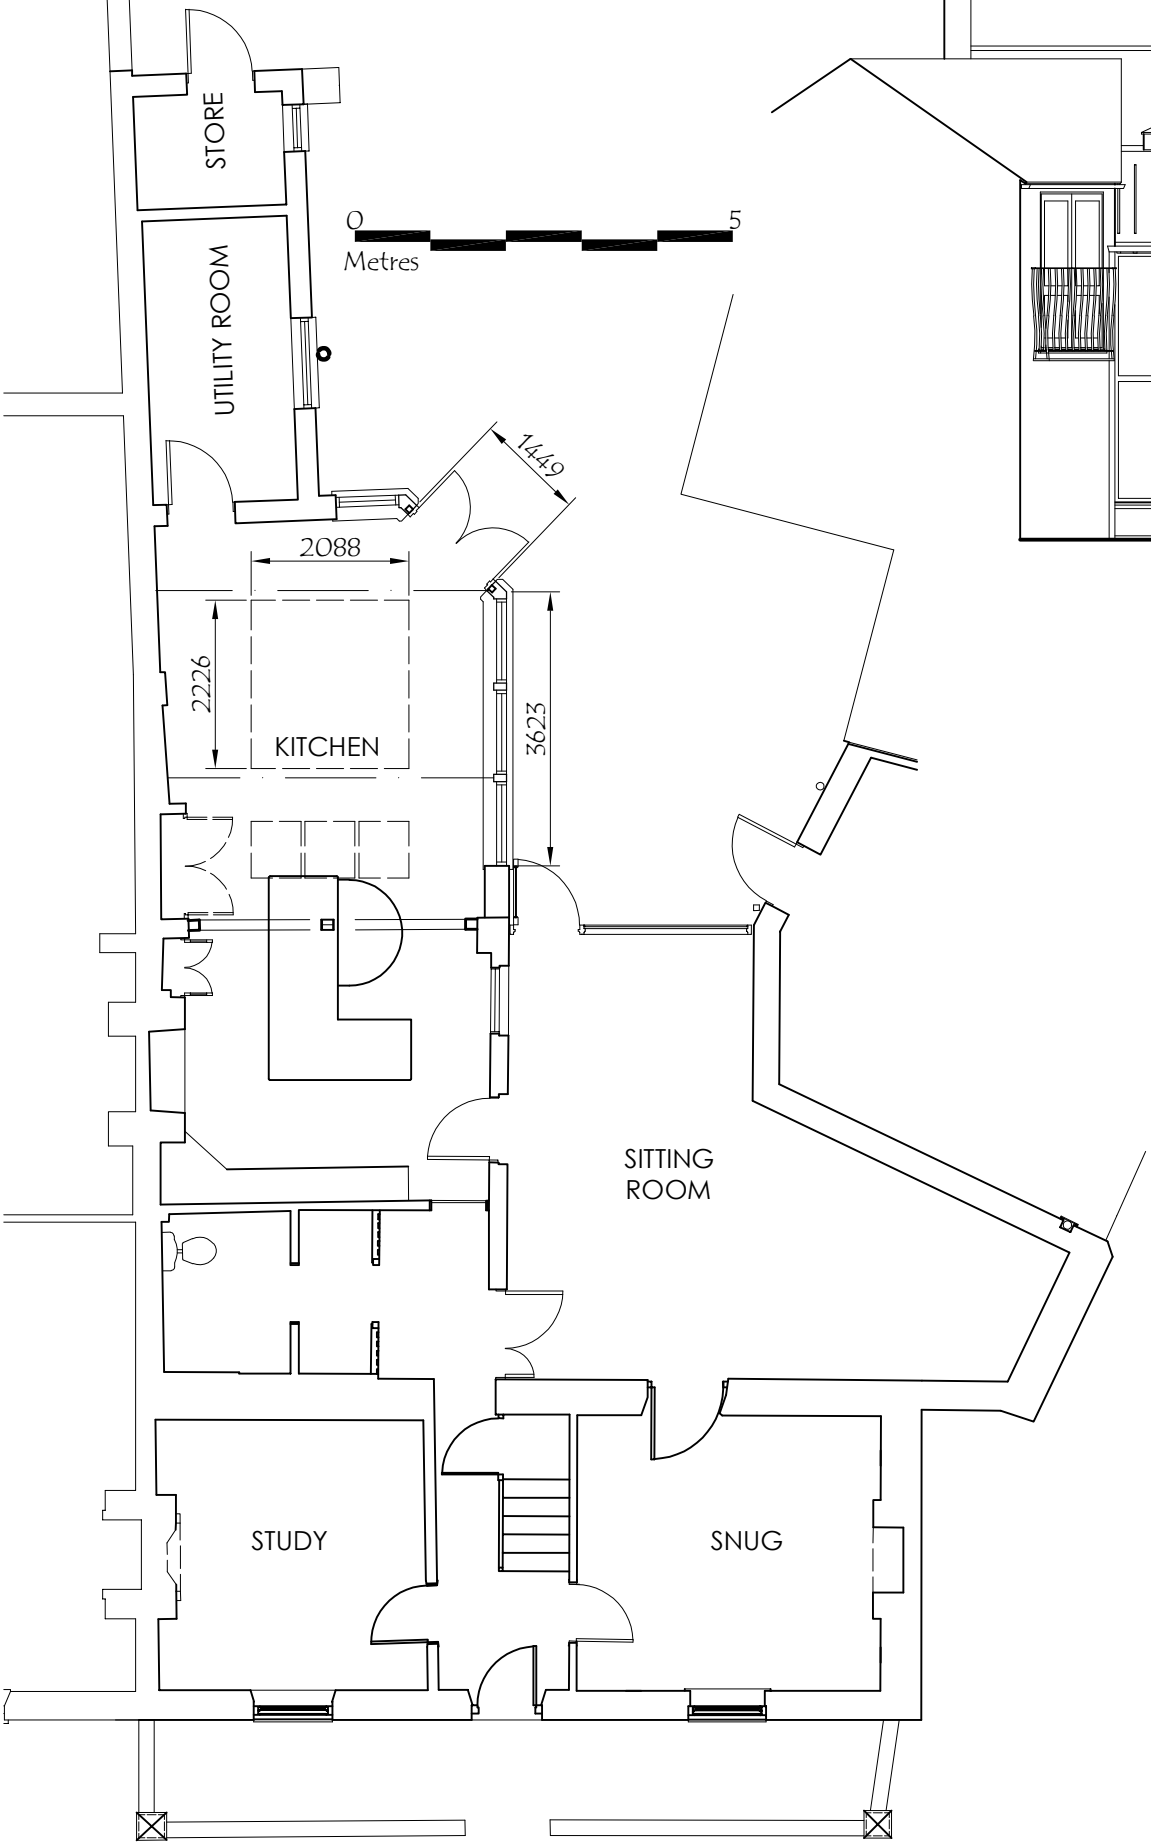 STORE
0
5
Metres
UTILITY ROOM
1449
2088
2226
KITCHEN
3623
SITTING
ROOM
STUDY
SNUG